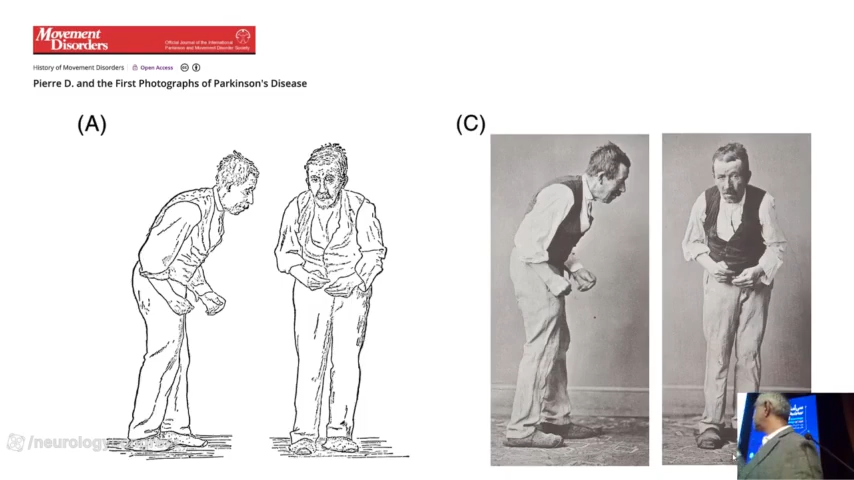 Movement
Disorders
Official Journal of the International
Parkinson and Movement Disorder Society
History of Movement Disorders
Open Access
Pierre D. and the First Photographs of Parkinson's Disease
(A)
(C)
/neurology